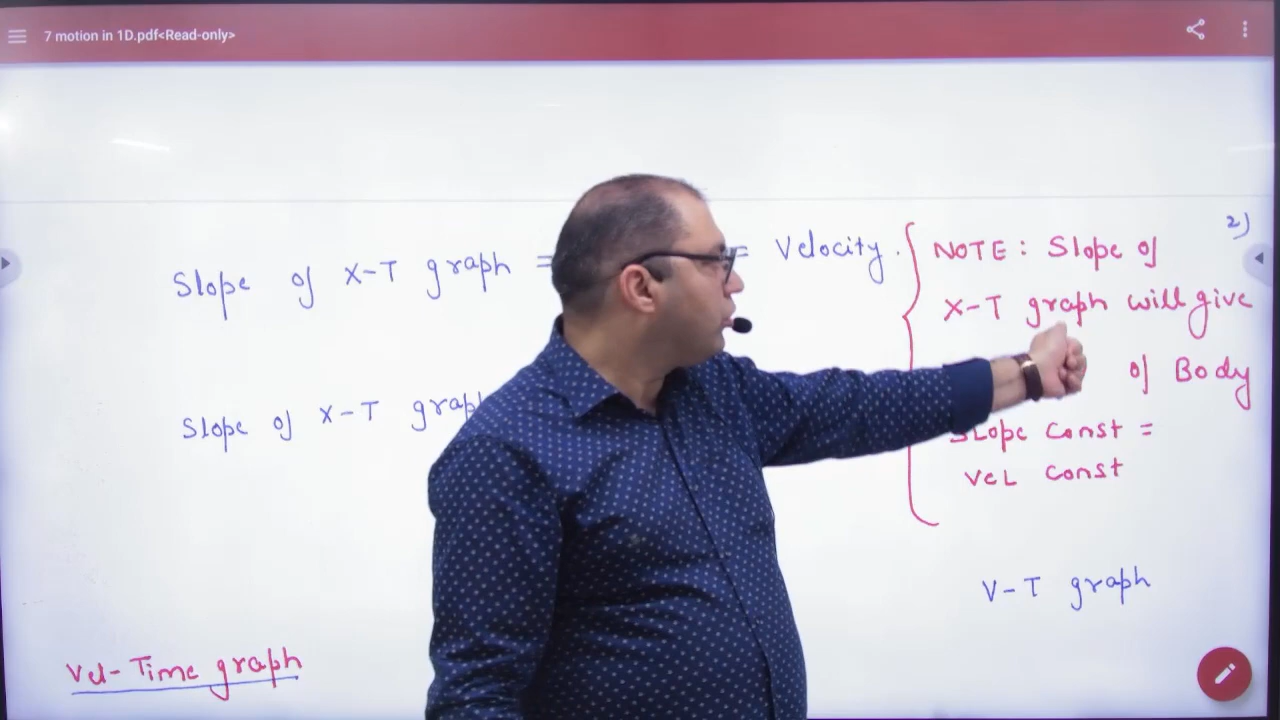 7 motion in 1D.pdf<Read-only>
Slope of X-T graph =
= Velocity.
NOTE: Slope of
X-T graph will give
of Body
Slope const =
vel const
2)
Slope of X-T graph
V-T graph
Vel-Time graph